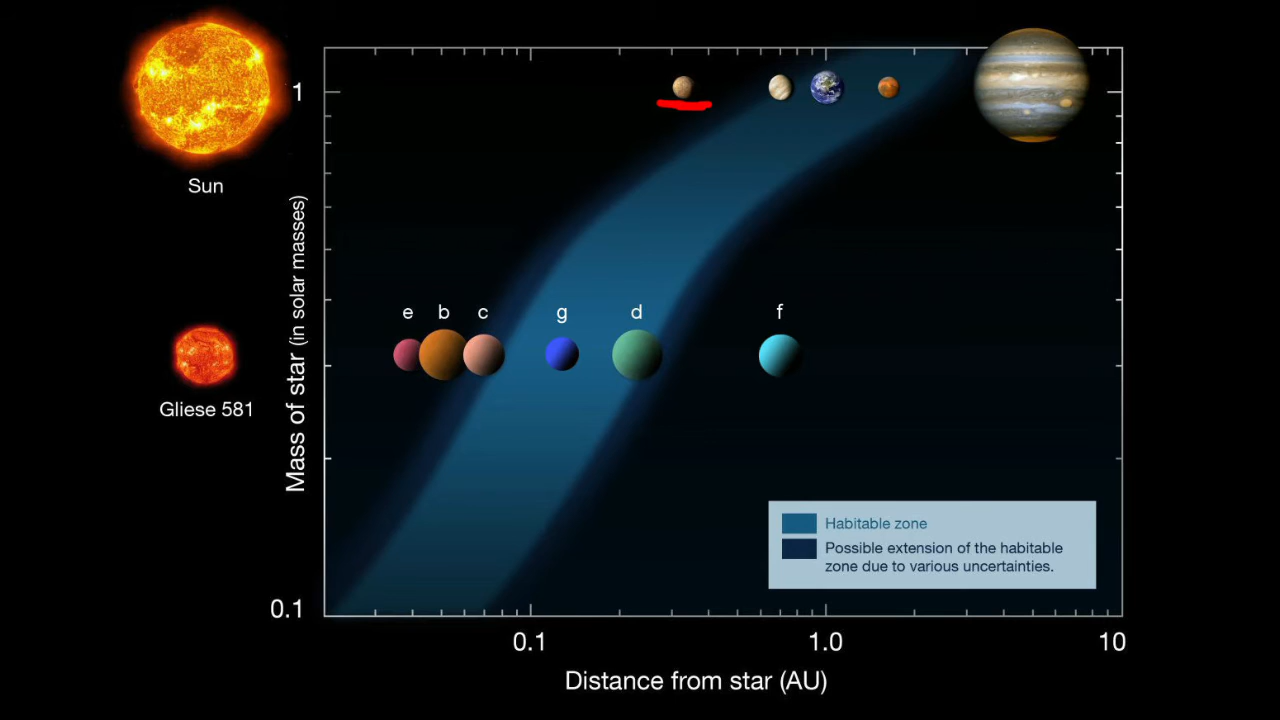 1
Sun
Mass of star (in solar masses)
e b c g d f
Gliese 581
Habitable zone
Possible extension of the habitable
zone due to various uncertainties.
0.1
0.1 1.0 10
Distance from star (AU)